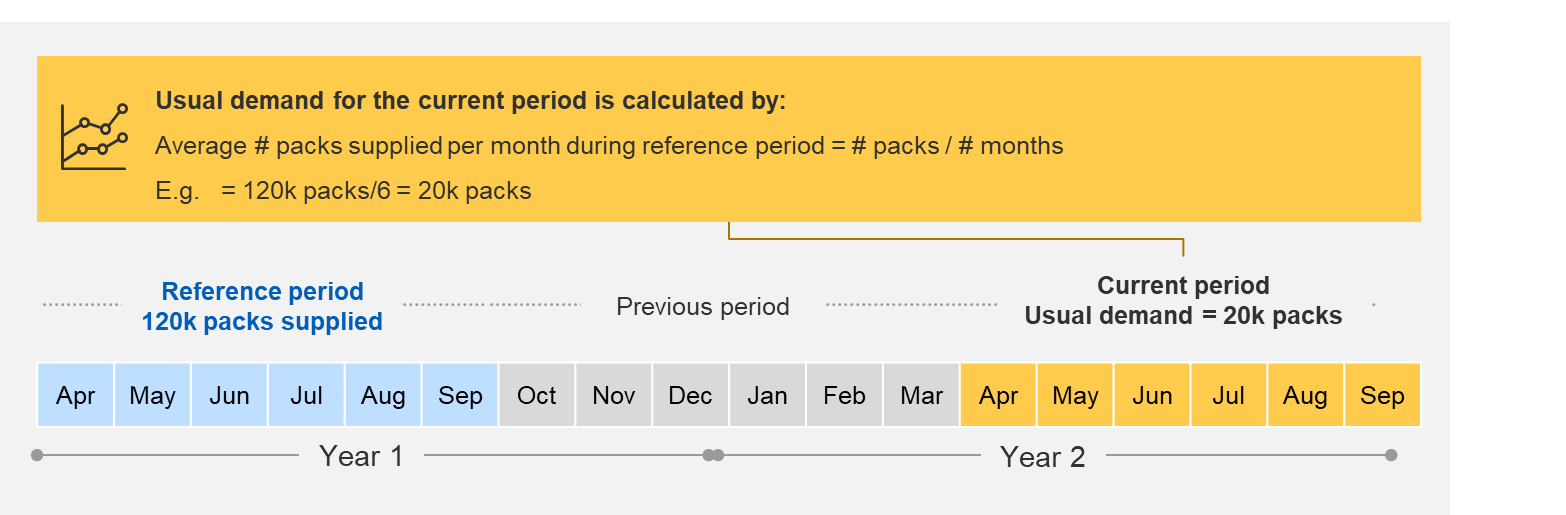 Usual demand for the current period is calculated by:
Average # packs supplied per month during reference period = # packs / # months
E.g. = 120k packs/6 = 20k packs
Reference period
120k packs supplied
Previous period
Current period
Usual demand = 20k packs
Apr May Jun Jul Aug Sep Oct Nov Dec Jan Feb Mar Apr May Jun Jul Aug Sep
Year 1 Year 2